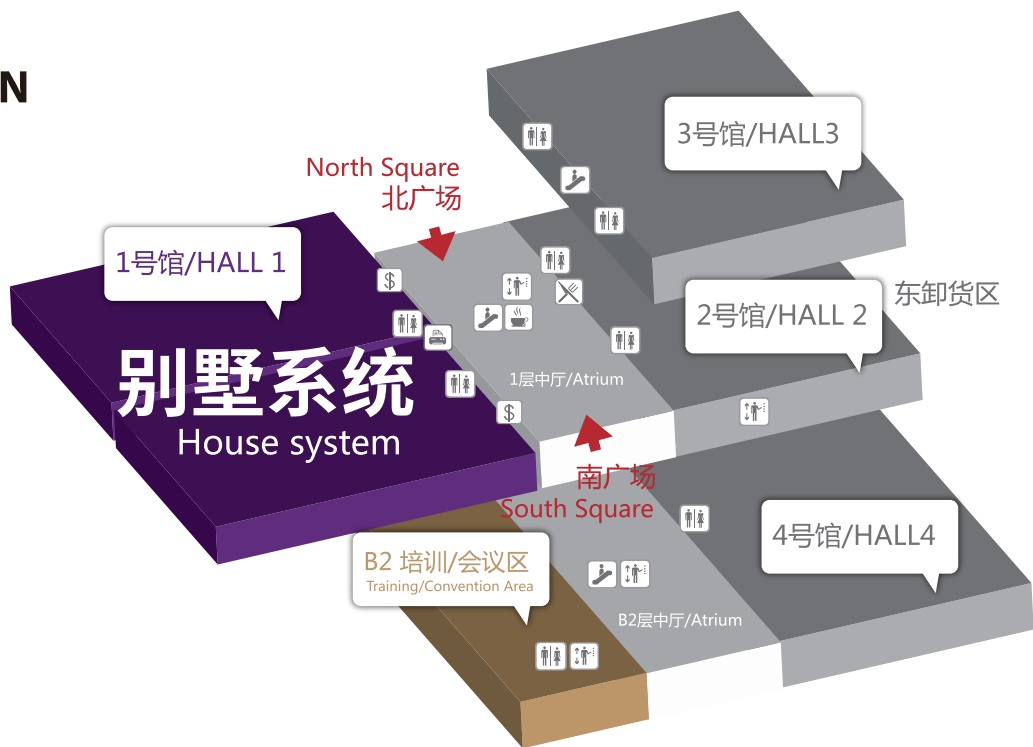 N
3号馆/HALL3
North Square
北广场
1号馆/HALL 1
东卸货区
2号馆/HALL 2
别墅系统
House system
1层中厅/Atrium
南广场
South Square
4号馆/HALL4
B2 培训/会议区
Training/Convention Area
B2层中厅/Atrium
$
$